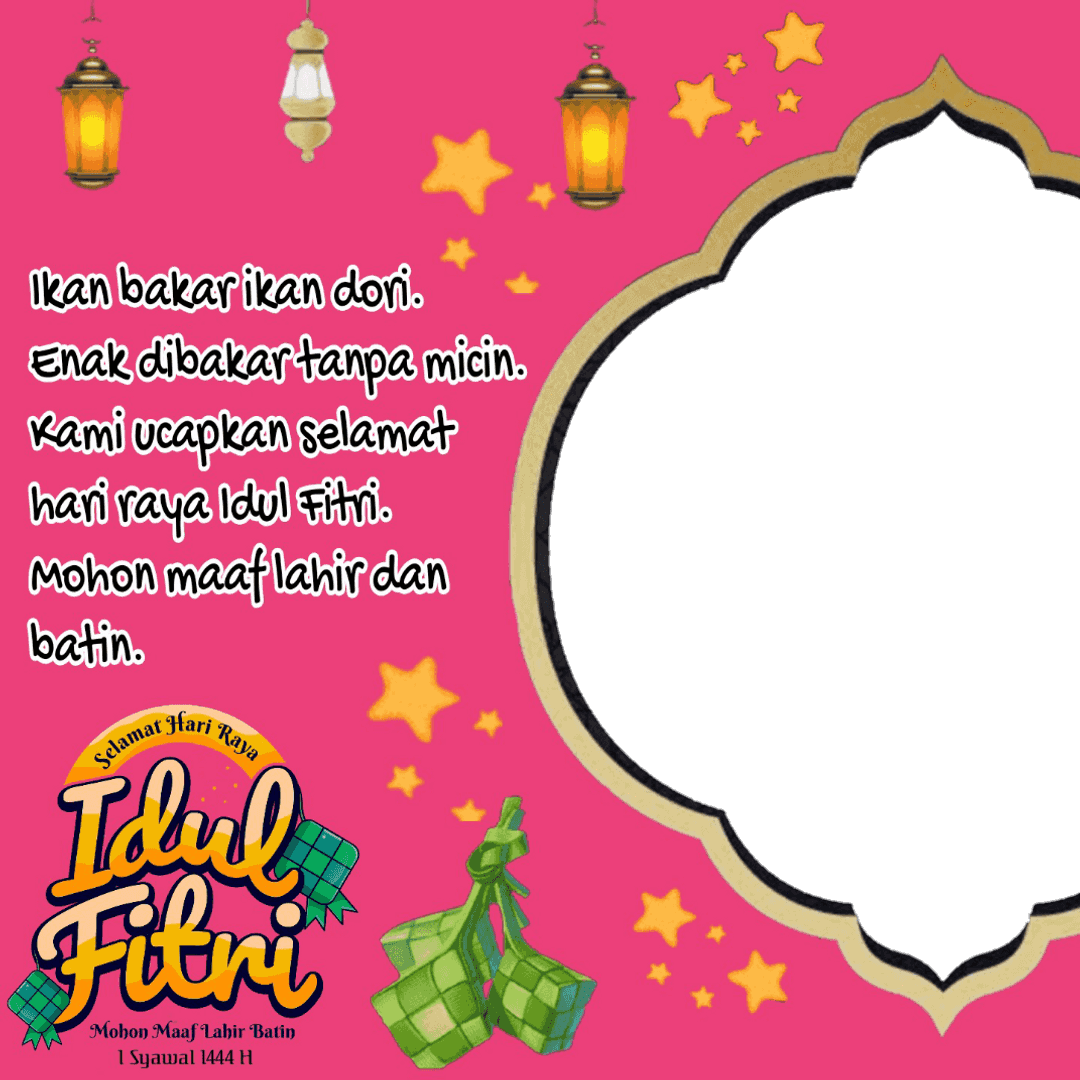 Ikan bakar ikan dori.
Enak dibakar tanpa micin.
Kami ucapkan selamat
hari raya Idul Fitri.
Mohon maaf lahir dan
batin.
Selamat Hari Raya
Idul
Fitri
Mohon Maaf Lahir Batin
1 Syawal 1444 H